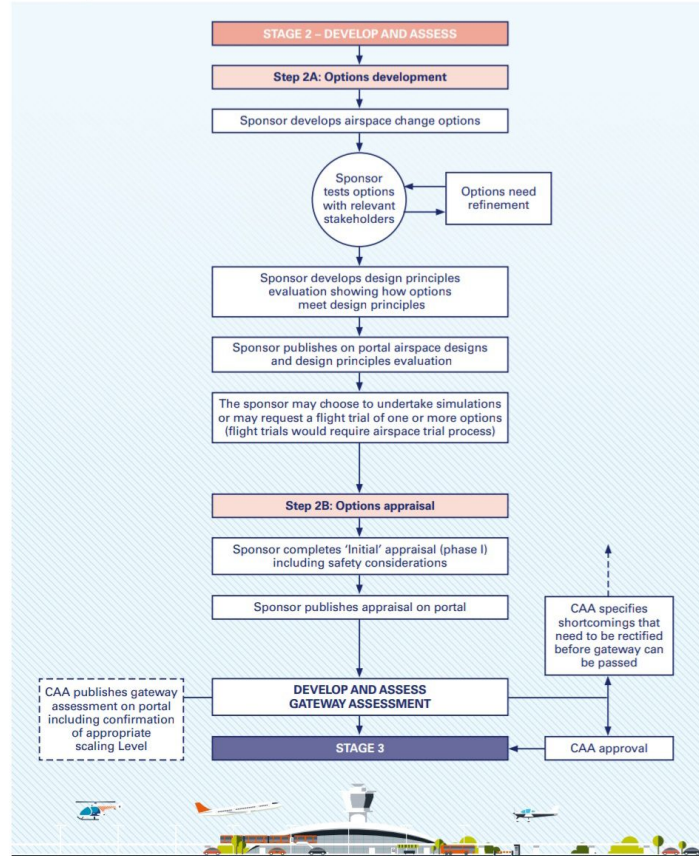 STAGE 2 – DEVELOP AND ASSESS
Step 2A: Options development
Sponsor develops airspace change options
Sponsor
tests options
with relevant
stakeholders
Options need
refinement
Sponsor develops design principles
evaluation showing how options
meet design principles
Sponsor publishes on portal airspace designs
and design principles evaluation
The sponsor may choose to undertake simulations
or may request a flight trial of one or more options
(flight trials would require airspace trial process)
Step 2B: Options appraisal
Sponsor completes ‘Initial’ appraisal (phase I)
including safety considerations
Sponsor publishes appraisal on portal
CAA specifies
shortcomings that
need to be rectified
before gateway can
be passed
CAA publishes gateway
assessment on portal
including confirmation
of appropriate
scaling Level
DEVELOP AND ASSESS
GATEWAY ASSESSMENT
STAGE 3
CAA approval